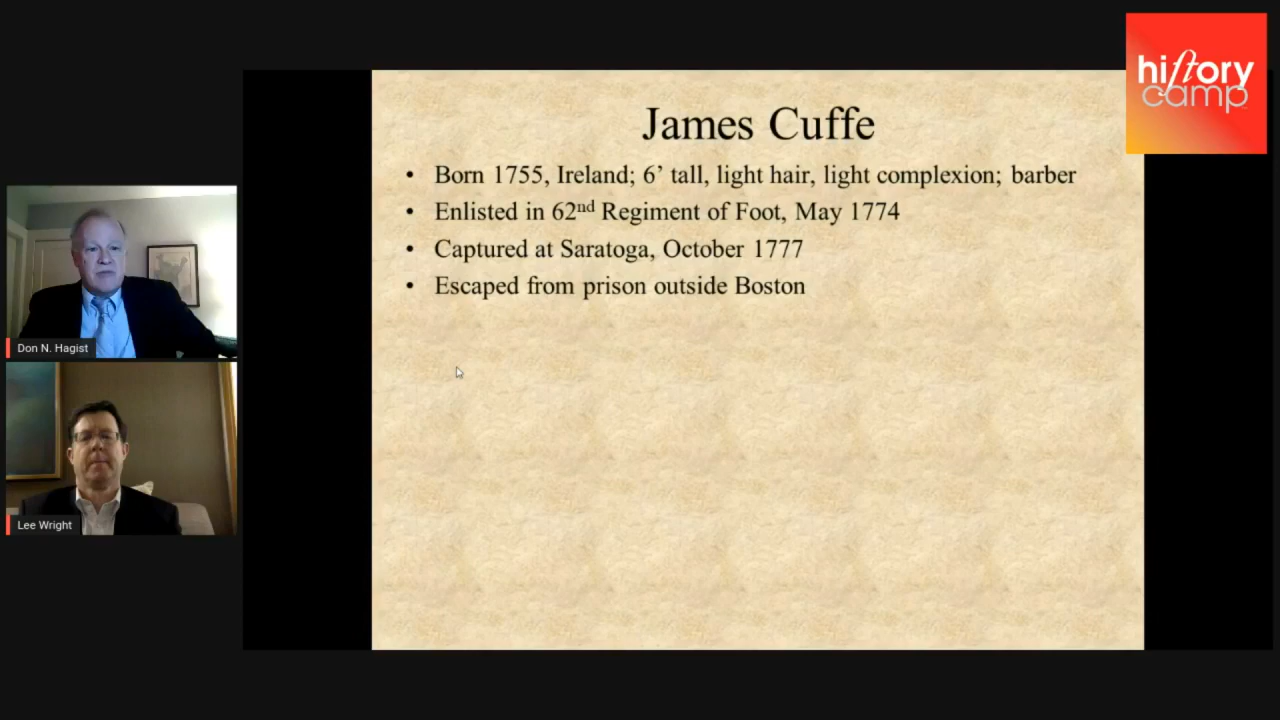 hiſtory
camp
James Cuffe
• Born 1755, Ireland; 6’ tall, light hair, light complexion; barber
• Enlisted in 62nd Regiment of Foot, May 1774
• Captured at Saratoga, October 1777
• Escaped from prison outside Boston
Don N. Hagist
Lee Wright